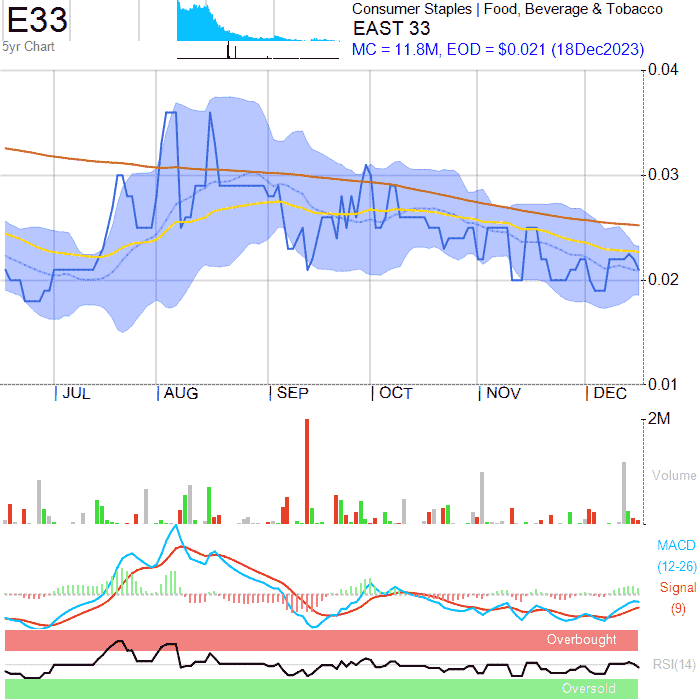 E33
5yr Chart
Consumer Staples | Food, Beverage & Tobacco
EAST 33
MC = 11.8M, EOD = $0.021 (18Dec2023)
0.04
0.03
0.02
0.01
JUL AUG SEP OCT NOV DEC
2M
Volume
MACD
(12-26)
Signal
(9)
Overbought
RSI(14)
Oversold